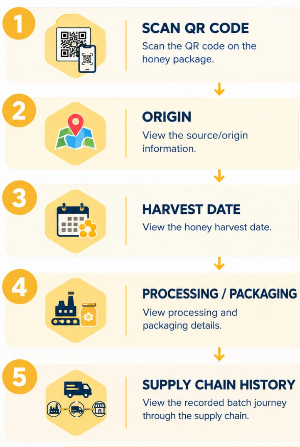 1
SCAN QR CODE
Scan the QR code on the
honey package.
2
ORIGIN
View the source/origin
information.
3
HARVEST DATE
View the honey harvest date.
4
PROCESSING / PACKAGING
View processing and
packaging details.
5
SUPPLY CHAIN HISTORY
View the recorded batch journey
through the supply chain.